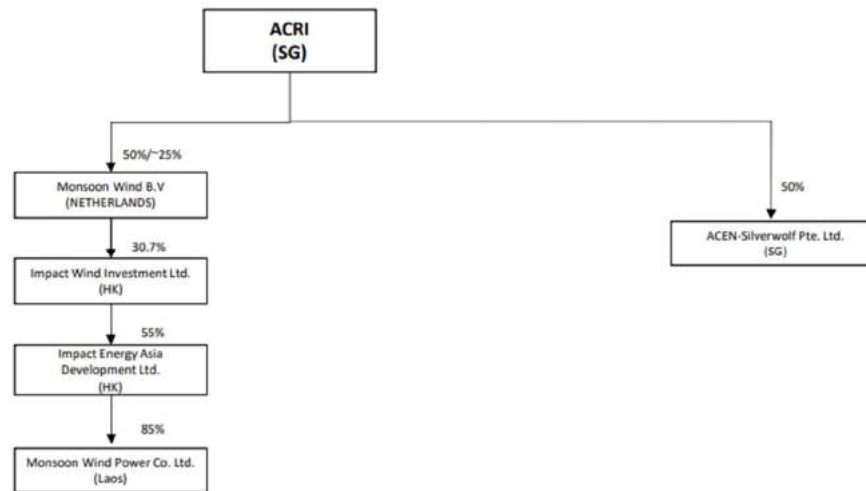 ACRI
(SG)
50%/~25%
Monsoon Wind B.V
(NETHERLANDS)
50%
ACEN-Silverwolf Pte. Ltd.
(SG)
30.7%
Impact Wind Investment Ltd.
(HK)
55%
Impact Energy Asia
Development Ltd.
(HK)
85%
Monsoon Wind Power Co. Ltd.
(Laos)